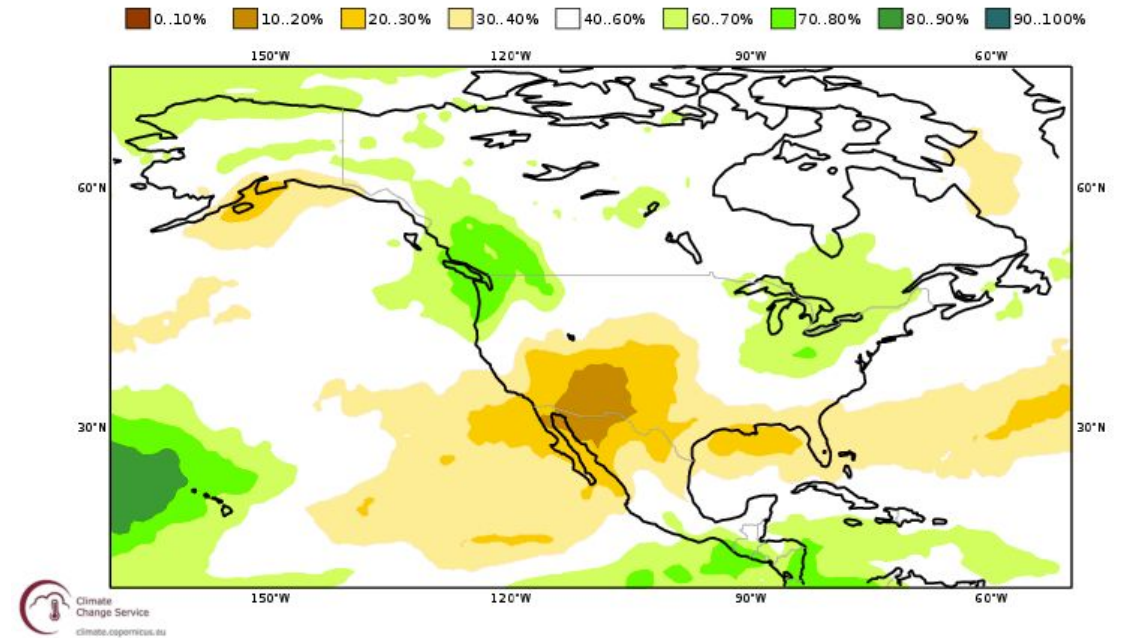 0..10% 10..20% 20..30% 30..40% 40..60% 60..70% 70..80% 80..90% 90..100%
150°W 120°W 90°W 60°W
60°N 60°N
30°N 30°N
150°W 120°W 90°W 60°W
Climate
Change Service
climate.copernicus.eu